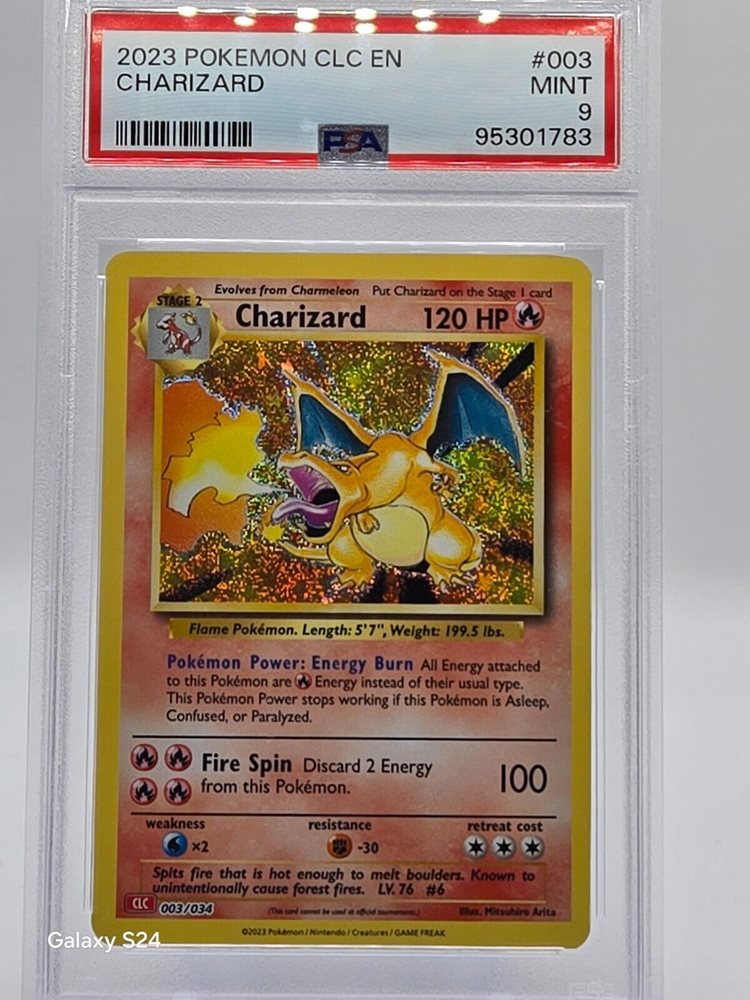 2023 POKEMON CLC EN #003
CHARIZARD MINT
9
PSA 95301783
Evolves from Charmeleon Put Charizard on the Stage 1 card
STAGE 2
Charizard 120 HP
Flame Pokémon. Length: 5'7", Weight: 199.5 lbs.
Pokémon Power: Energy Burn All Energy attached
to this Pokémon are Energy instead of their usual type.
This Pokémon Power stops working if this Pokémon is Asleep,
Confused, or Paralyzed.
Fire Spin Discard 2 Energy
from this Pokémon. 100
weakness resistance retreat cost
×2 -30
Spits fire that is hot enough to melt boulders. Known to
unintentionally cause forest fires. LV. 76 #6
CLC 003/034 (This card cannot be used at official tournaments.) Illus. Mitsuhiro Arita
©2023 Pokémon / Nintendo / Creatures / GAME FREAK
Galaxy S24